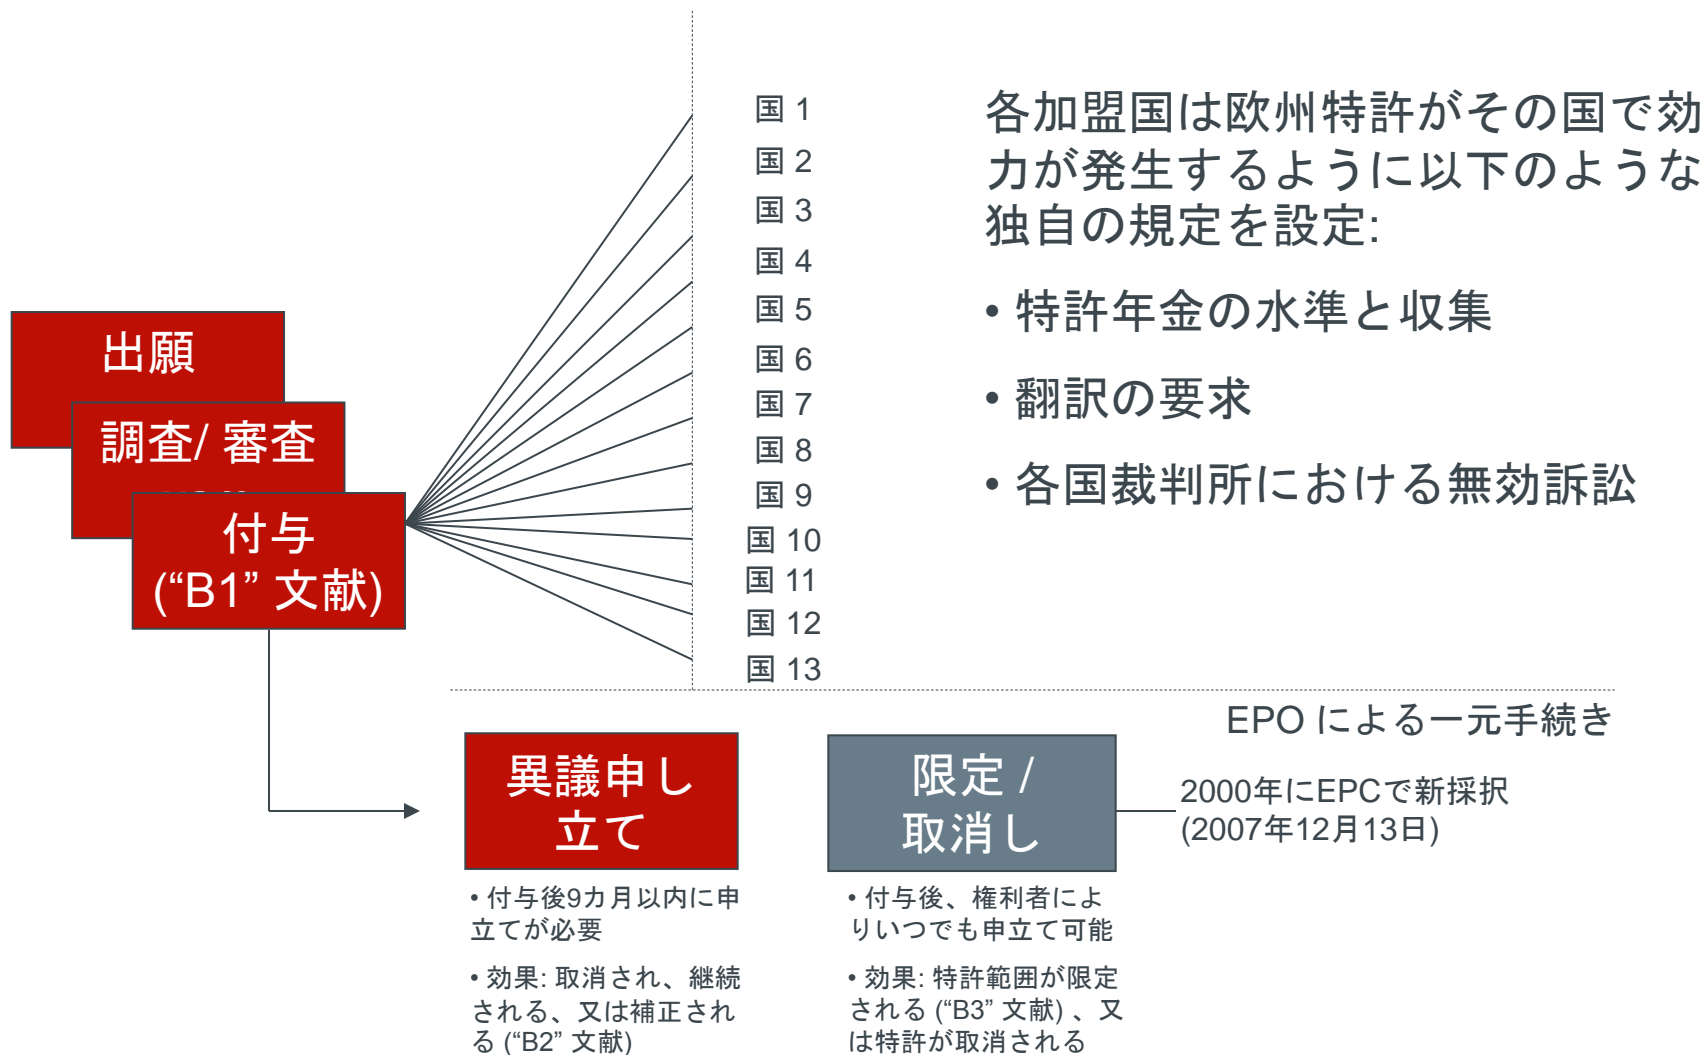 国 1
国 2
国 3
国 4
国 5
国 6
国 7
国 8
国 9
国 10
国 11
国 12
国 13
各加盟国は欧州特許がその国で効
力が発生するように以下のような
独自の規定を設定:
• 特許年金の水準と収集
• 翻訳の要求
• 各国裁判所における無効訴訟
出願
調査/ 審査
付与
(“B1” 文献)
EPO による一元手続き
異議申し
立て
• 付与後9カ月以内に申
立てが必要
• 効果: 取消され、継続
される、又は補正され
る (“B2” 文献)
限定 /
取消し
• 付与後、権利者によ
りいつでも申立て可能
• 効果: 特許範囲が限定
される (“B3” 文献) 、又
は特許が取消される
2000年にEPCで新採択
(2007年12月13日)